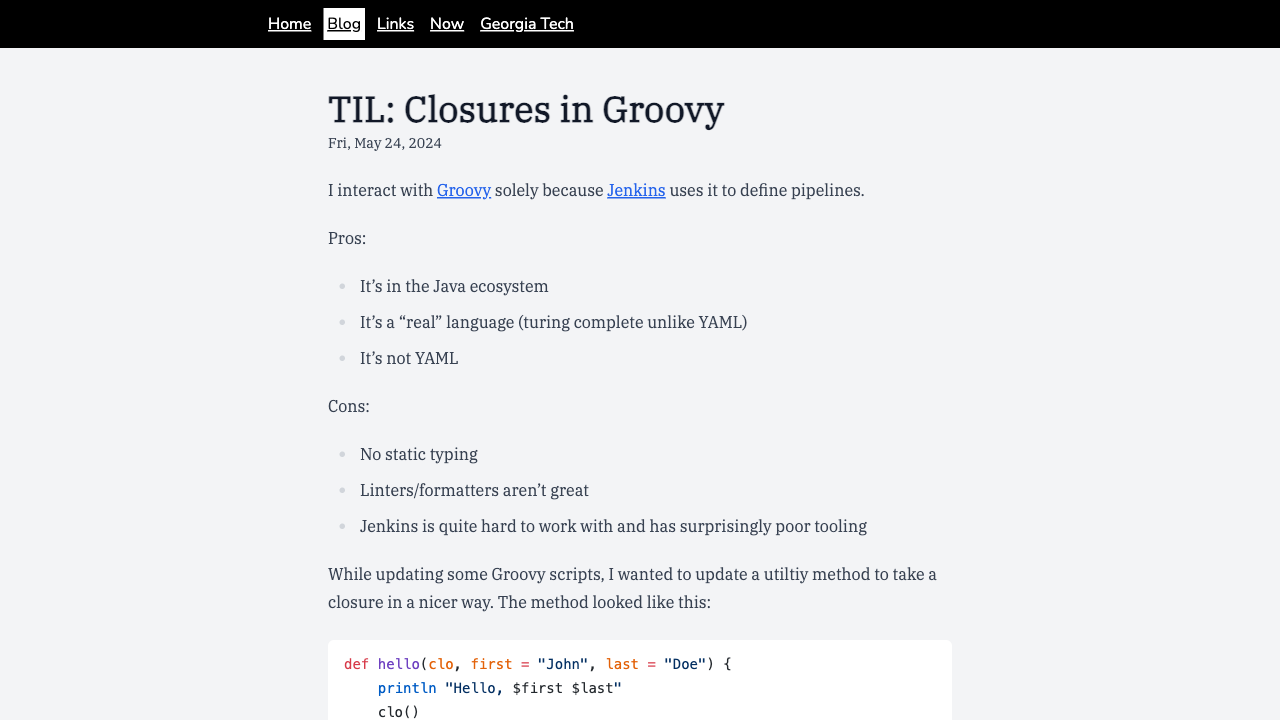 Home Blog Links Now Georgia Tech
TIL: Closures in Groovy
Fri, May 24, 2024
I interact with Groovy solely because Jenkins uses it to define pipelines.
Pros:
It’s in the Java ecosystem
It’s a “real” language (turing complete unlike YAML)
It’s not YAML
Cons:
No static typing
Linters/formatters aren’t great
Jenkins is quite hard to work with and has surprisingly poor tooling
While updating some Groovy scripts, I wanted to update a utiltiy method to take a
closure in a nicer way. The method looked like this:
def hello(clo, first = "John", last = "Doe") {
    println "Hello, $first $last"
    clo()